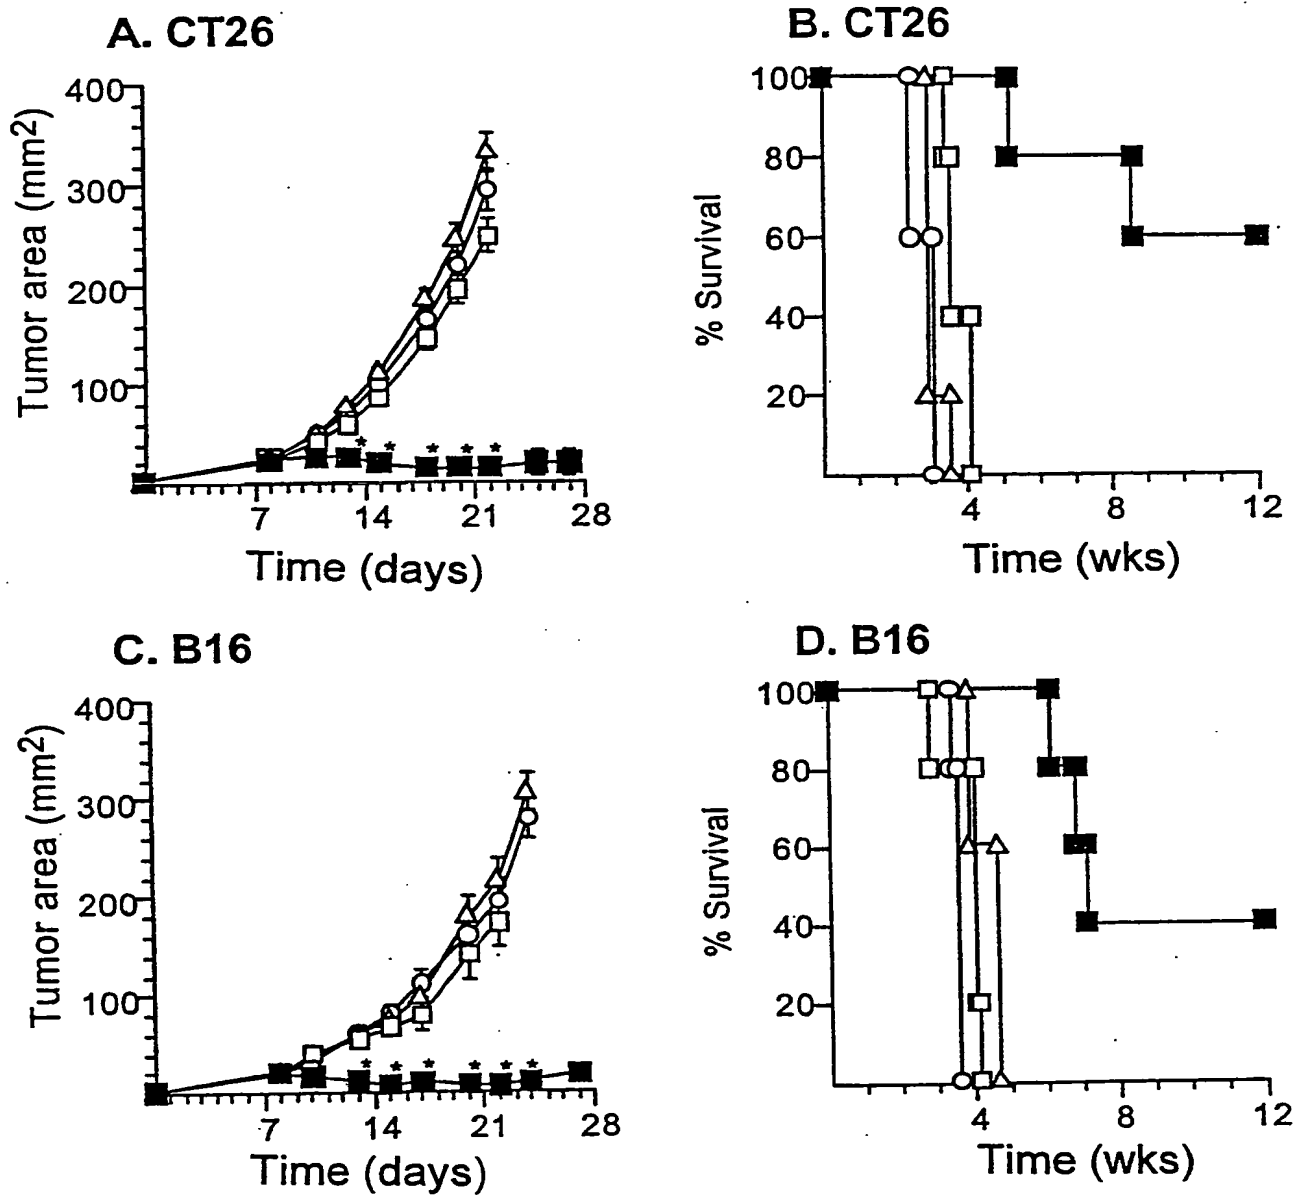 A. CT26
Tumor area (mm2)
400
300
200
100
* * * * *
7 14 21 28
Time (days)
B. CT26
% Survival
100
80
60
40
20
4 8 12
Time (wks)
C. B16
Tumor area (mm2)
400
300
200
100
* * * * * *
7 14 21 28
Time (days)
D. B16
% Survival
100
80
60
40
20
4 8 12
Time (wks)